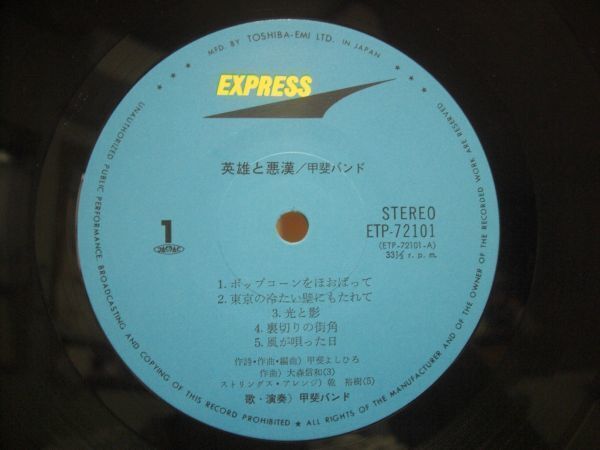 MFD. BY TOSHIBA-EMI LTD. IN JAPAN
EXPRESS
英雄と悪漢/甲斐バンド
1
JASRAC
STEREO
ETP-72101
(ETP-72101-A)
33⅓ r. p. m.
1. ポップコーンをほおばって
2. 東京の冷たい壁にもたれて
3. 光と影
4. 裏切りの街角
5. 風が唄った日
作詩・作曲・編曲) 甲斐よしひろ
作曲) 大森信和(3)
ストリングス・アレンジ) 乾 裕樹(5)
歌・演奏) 甲斐バンド
UNAUTHORIZED PUBLIC PERFORMANCE, BROADCASTING AND COPYING OF THIS RECORD PROHIBITED ★ ALL RIGHTS OF THE MANUFACTURER AND OF THE OWNER OF THE RECORDED WORK ARE RESERVED